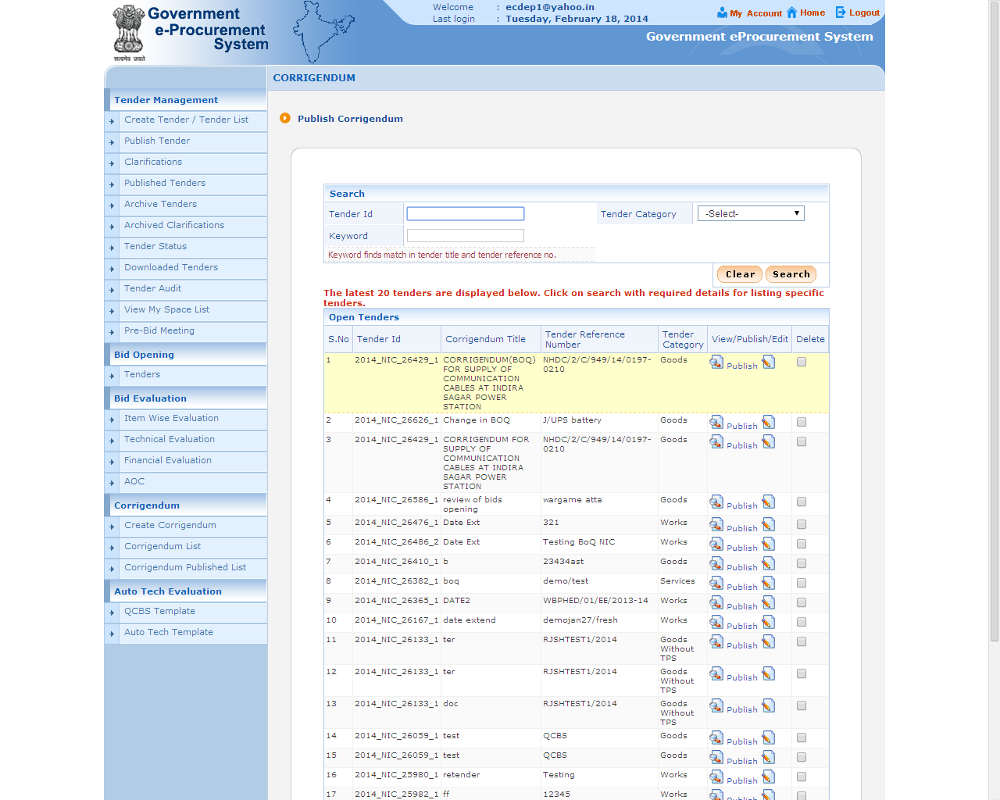 Government
e-Procurement
System
सत्यमेव जयते
Welcome : ecdep1@yahoo.in
Last login : Tuesday, February 18, 2014
My Account Home Logout
Government eProcurement System
CORRIGENDUM
Tender Management
Create Tender / Tender List
Publish Tender
Clarifications
Published Tenders
Archive Tenders
Archived Clarifications
Tender Status
Downloaded Tenders
Tender Audit
View My Space List
Pre-Bid Meeting
Bid Opening
Tenders
Bid Evaluation
Item Wise Evaluation
Technical Evaluation
Financial Evaluation
AOC
Corrigendum
Create Corrigendum
Corrigendum List
Corrigendum Published List
Auto Tech Evaluation
QCBS Template
Auto Tech Template
Publish Corrigendum
Search
Tender Id Tender Category -Select-
Keyword
Keyword finds match in tender title and tender reference no.
Clear Search
The latest 20 tenders are displayed below. Click on search with required details for listing specific
tenders.
Open Tenders
S.No Tender Id Corrigendum Title Tender Reference Number Tender Category View/Publish/Edit Delete
1 2014_NIC_26429_1 CORRIGENDUM(BOQ) NHDC/2/C/949/14/0197- Goods Publish
FOR SUPPLY OF 0210
COMMUNICATION
CABLES AT INDIRA
SAGAR POWER
STATION
2 2014_NIC_26626_1 Change in BOQ J/UPS battery Goods Publish
3 2014_NIC_26429_1 CORRIGENDUM FOR NHDC/2/C/949/14/0197- Goods Publish
SUPPLY OF 0210
COMMUNICATION
CABLES AT INDIRA
SAGAR POWER
STATION
4 2014_NIC_26586_1 review of bids wargame atta Goods Publish
opening
5 2014_NIC_26476_1 Date Ext 321 Works Publish
6 2014_NIC_26486_2 Date Ext Testing BoQ NIC Works Publish
7 2014_NIC_26410_1 b 23434ast Goods Publish
8 2014_NIC_26382_1 boq demo/test Services Publish
9 2014_NIC_26365_1 DATE2 WBPHED/01/EE/2013-14 Works Publish
10 2014_NIC_26167_1 date extend demojan27/fresh Works Publish
11 2014_NIC_26133_1 ter RJSHTEST1/2014 Goods Publish
Without
TPS
12 2014_NIC_26133_1 ter RJSHTEST1/2014 Goods Publish
Without
TPS
13 2014_NIC_26133_1 doc RJSHTEST1/2014 Goods Publish
Without
TPS
14 2014_NIC_26059_1 test QCBS Goods Publish
15 2014_NIC_26059_1 test QCBS Goods Publish
16 2014_NIC_25980_1 retender Testing Works Publish
17 2014_NIC_25982_1 ff 12345 Works Publish